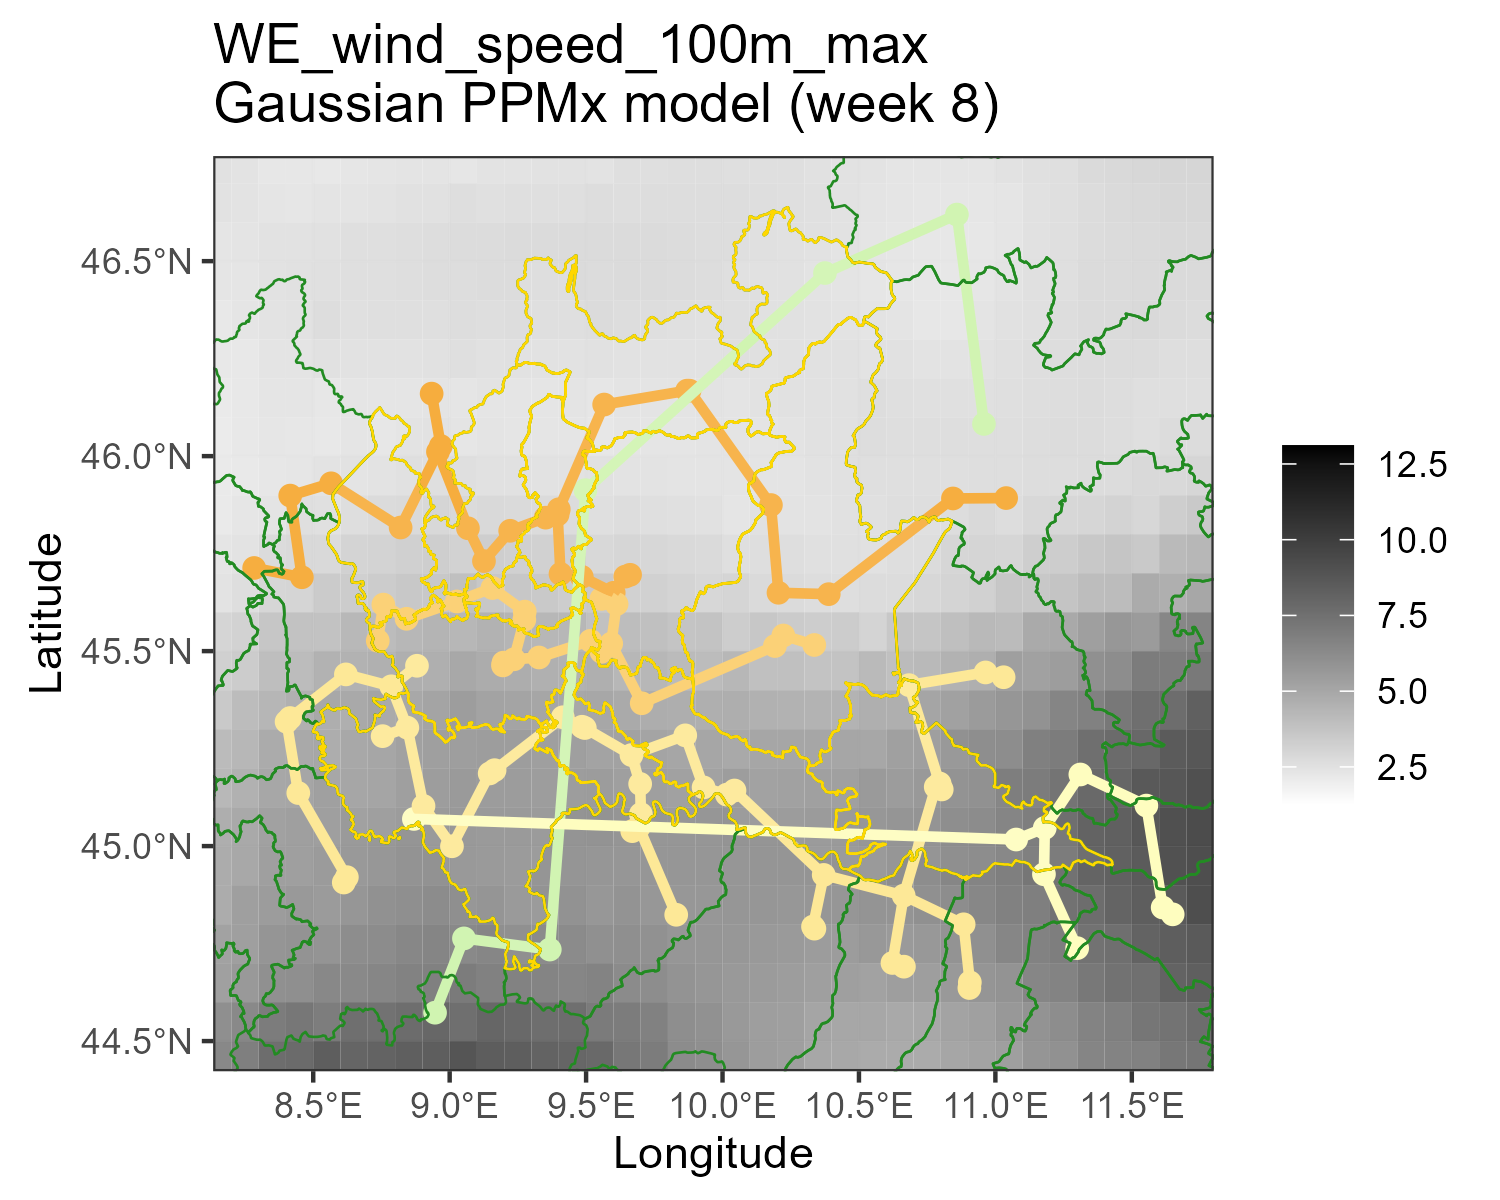 WE_wind_speed_100m_max
Gaussian PPMx model (week 8)
46.5°N
46.0°N
45.5°N
45.0°N
44.5°N
Latitude
8.5°E 9.0°E 9.5°E 10.0°E 10.5°E 11.0°E 11.5°E
Longitude
12.5
10.0
7.5
5.0
2.5